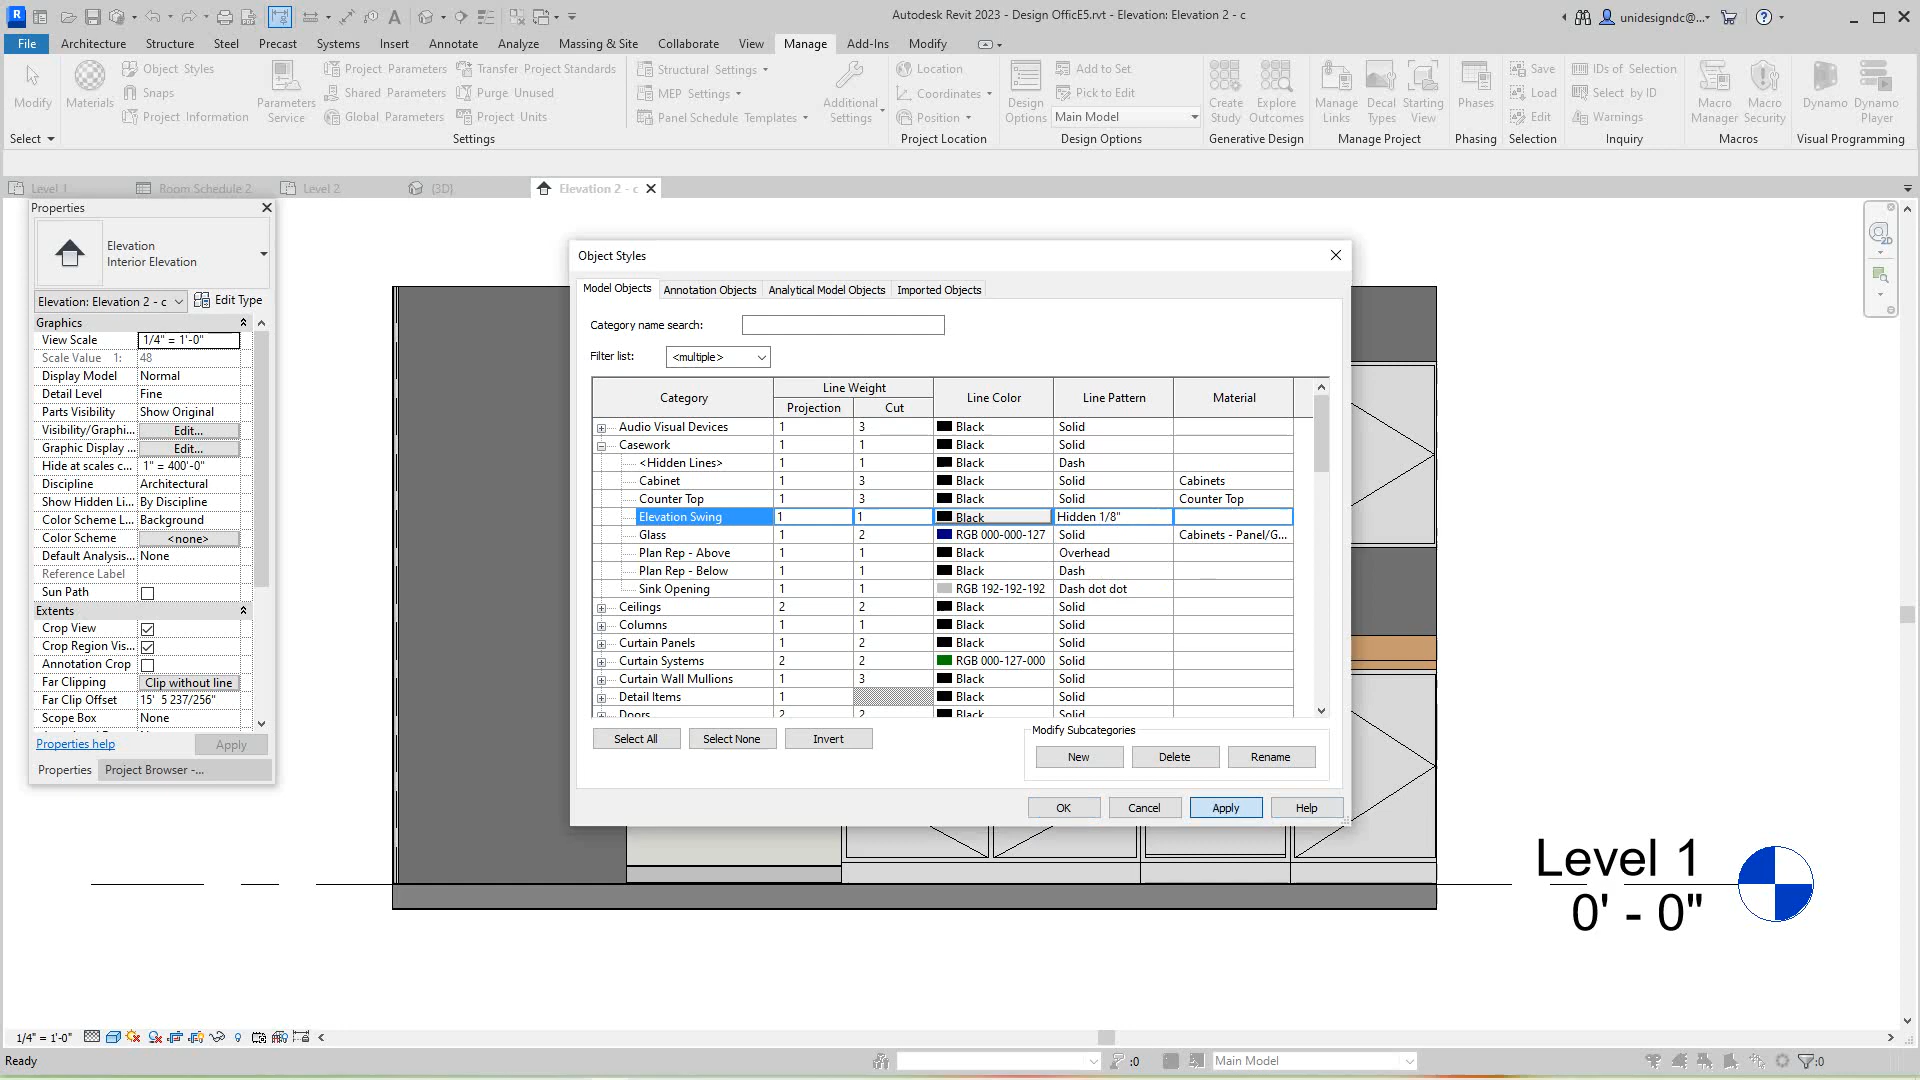 Autodesk Revit 2023 - Design OfficE5.rvt - Elevation: Elevation 2 - c
unidesigndc@...
File Architecture Structure Steel Precast Systems Insert Annotate Analyze Massing & Site Collaborate View Manage Add-Ins Modify
Modify
Select
Materials
Object Styles
Snaps
Project Information
Parameters Service
Project Parameters
Shared Parameters
Global Parameters
Transfer Project Standards
Purge Unused
Project Units
Settings
Structural Settings
MEP Settings
Panel Schedule Templates
Additional Settings
Location
Coordinates
Position
Project Location
Design Options
Add to Set
Pick to Edit
Main Model
Design Options
Create Study
Explore Outcomes
Generative Design
Manage Links
Decal Types
Starting View
Manage Project
Phases
Phasing
Save
Load
Edit
Selection
IDs of Selection
Select by ID
Warnings
Inquiry
Macro Manager
Macro Security
Macros
Dynamo
Dynamo Player
Visual Programming
Level 1 Room Schedule 2 Level 2 {3D} Elevation 2 - c
Properties
Elevation
Interior Elevation
Elevation: Elevation 2 - c Edit Type
Graphics
View Scale 1/4" = 1'-0"
Scale Value 1: 48
Display Model Normal
Detail Level Fine
Parts Visibility Show Original
Visibility/Graphi... Edit...
Graphic Display ... Edit...
Hide at scales c... 1" = 400'-0"
Discipline Architectural
Show Hidden Li... By Discipline
Color Scheme L... Background
Color Scheme <none>
Default Analysis... None
Reference Label
Sun Path
Extents
Crop View
Crop Region Vis...
Annotation Crop
Far Clipping Clip without line
Far Clip Offset 15' 5 237/256"
Scope Box None
Properties help Apply
Properties Project Browser -...
Object Styles
Model Objects Annotation Objects Analytical Model Objects Imported Objects
Category name search:
Filter list: <multiple>
Category Line Weight Line Color Line Pattern Material
Projection Cut
Audio Visual Devices 1 3 Black Solid
Casework 1 1 Black Solid
<Hidden Lines> 1 1 Black Dash
Cabinet 1 3 Black Solid Cabinets
Counter Top 1 3 Black Solid Counter Top
Elevation Swing 1 1 Black Hidden 1/8"
Glass 1 2 RGB 000-000-127 Solid Cabinets - Panel/G...
Plan Rep - Above 1 1 Black Overhead
Plan Rep - Below 1 1 Black Dash
Sink Opening 1 1 RGB 192-192-192 Dash dot dot
Ceilings 2 2 Black Solid
Columns 1 1 Black Solid
Curtain Panels 1 2 Black Solid
Curtain Systems 2 2 RGB 000-127-000 Solid
Curtain Wall Mullions 1 3 Black Solid
Detail Items 1 Black Solid
Doors 2 2 Black Solid
Select All Select None Invert
Modify Subcategories
New Delete Rename
OK Cancel Apply Help
Level 1
0' - 0"
1/4" = 1'-0"
Ready
:0
Main Model
:0
2D